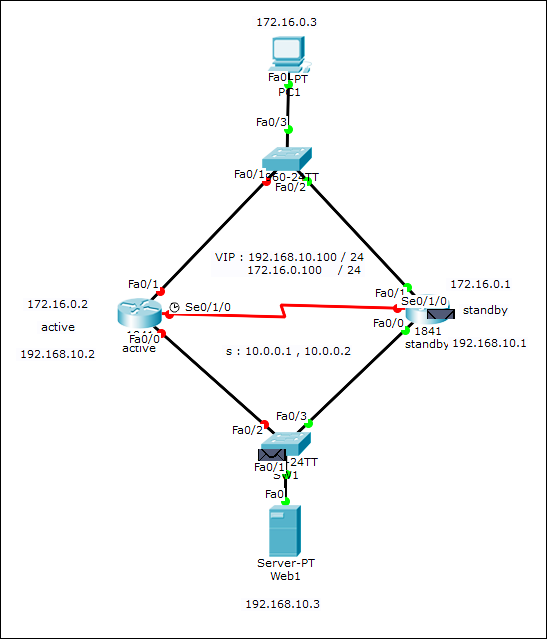 172.16.0.3
Fa0
-PT
PC1
Fa0/3
Fa0/1
960-24TT
Fa0/2
VIP : 192.168.10.100 / 24
172.16.0.100 / 24
Fa0/1
Fa0/1
172.16.0.1
172.16.0.2
Se0/1/0
Se0/1/0
standby
active
Fa0/0
active
Fa0/0
1841
standby
192.168.10.1
192.168.10.2
s : 10.0.0.1 , 10.0.0.2
Fa0/2
Fa0/3
-24TT
Fa0/1
SW1
Fa0
Server-PT
Web1
192.168.10.3